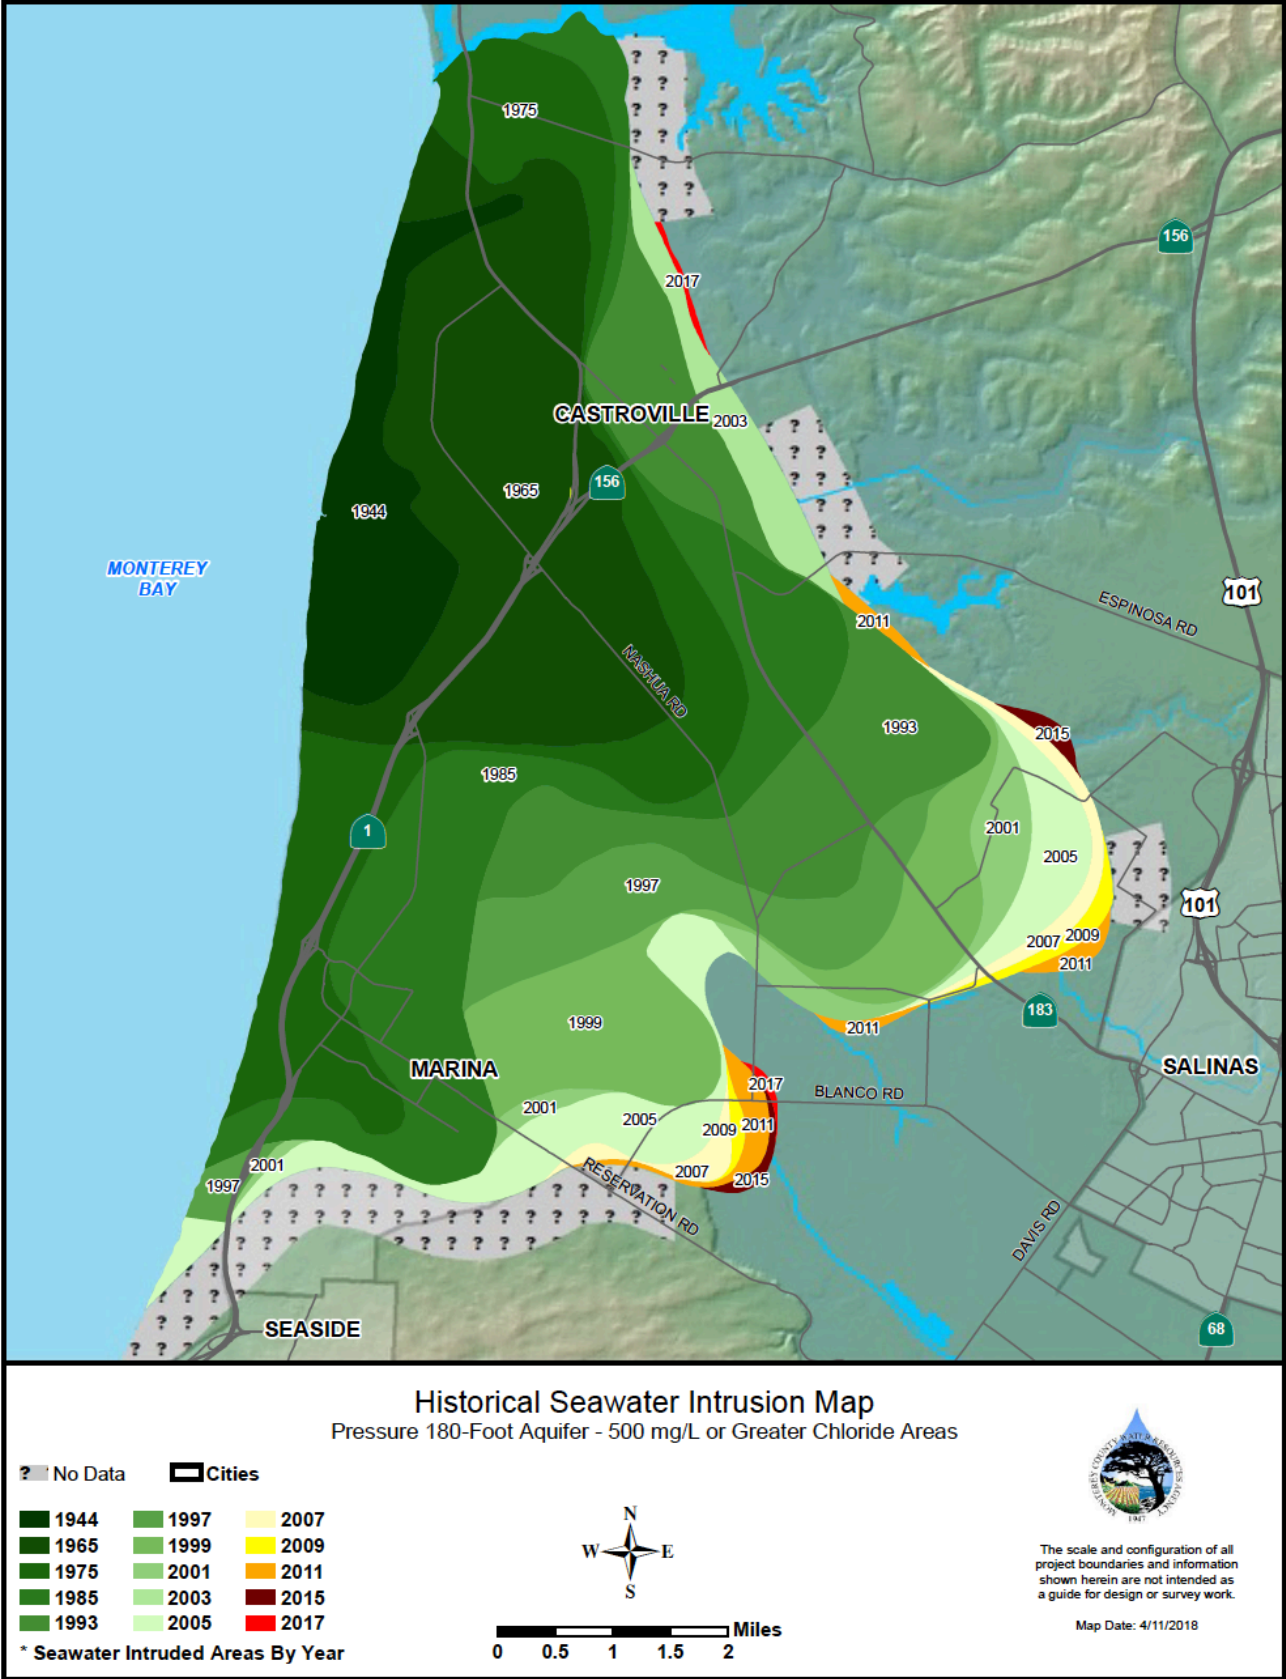 1975
156
2017
CASTROVILLE
2003
156
1965
1944
MONTEREY
BAY
101
ESPINOSA RD
2011
NASHUA RD
1993
2015
1985
1
2001
2005
1997
101
2007
2009
2011
183
2011
1999
MARINA
SALINAS
2017
BLANCO RD
2001
2005
2009
2011
2001
2007
2015
1997
RESERVATION RD
DAVIS RD
SEASIDE
68
Historical Seawater Intrusion Map
Pressure 180-Foot Aquifer - 500 mg/L or Greater Chloride Areas
? No Data
Cities
1944
1965
1975
1985
1993
1997
1999
2001
2003
2005
2007
2009
2011
2015
2017
* Seawater Intruded Areas By Year
N
W E
S
Miles
0 0.5 1 1.5 2
MONTEREY COUNTY WATER RESOURCES AGENCY
1947
The scale and configuration of all
project boundaries and information
shown herein are not intended as
a guide for design or survey work.
Map Date: 4/11/2018